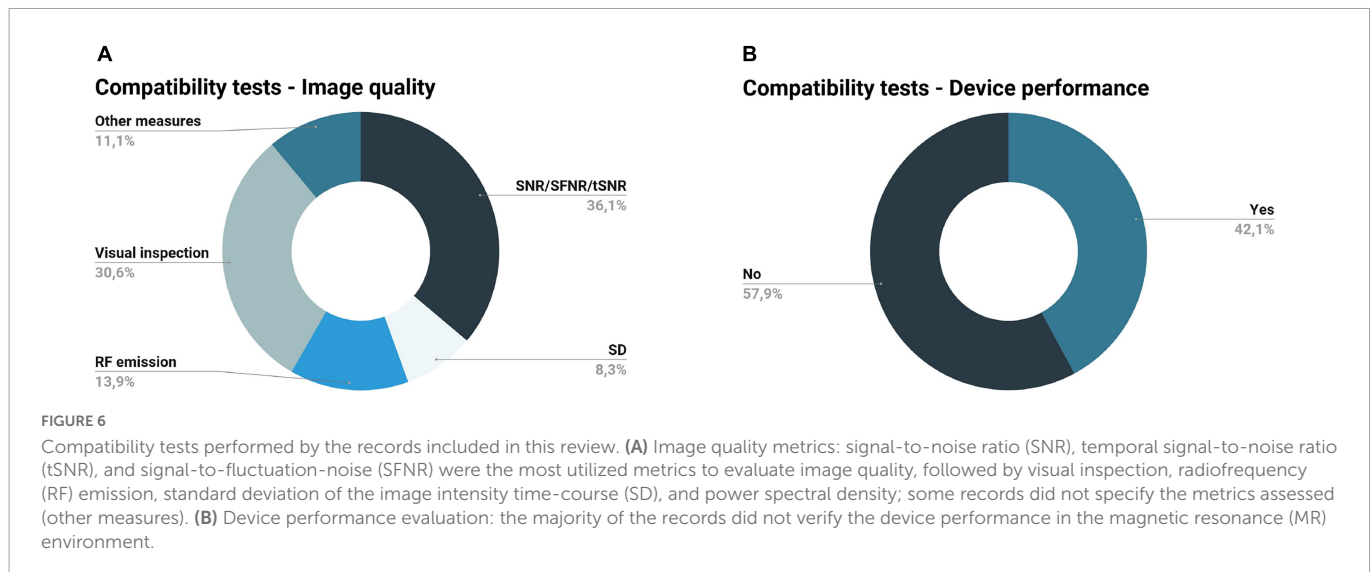 A
Compatibility tests - Image quality
Other measures
11,1%
SNR/SFNR/tSNR
36,1%
Visual inspection
30,6%
SD
8,3%
RF emission
13,9%
B
Compatibility tests - Device performance
Yes
42,1%
No
57,9%
FIGURE 6
Compatibility tests performed by the records included in this review. (A) Image quality metrics: signal-to-noise ratio (SNR), temporal signal-to-noise ratio
(tSNR), and signal-to-fluctuation-noise (SFNR) were the most utilized metrics to evaluate image quality, followed by visual inspection, radiofrequency
(RF) emission, standard deviation of the image intensity time-course (SD), and power spectral density; some records did not specify the metrics assessed
(other measures). (B) Device performance evaluation: the majority of the records did not verify the device performance in the magnetic resonance (MR)
environment.